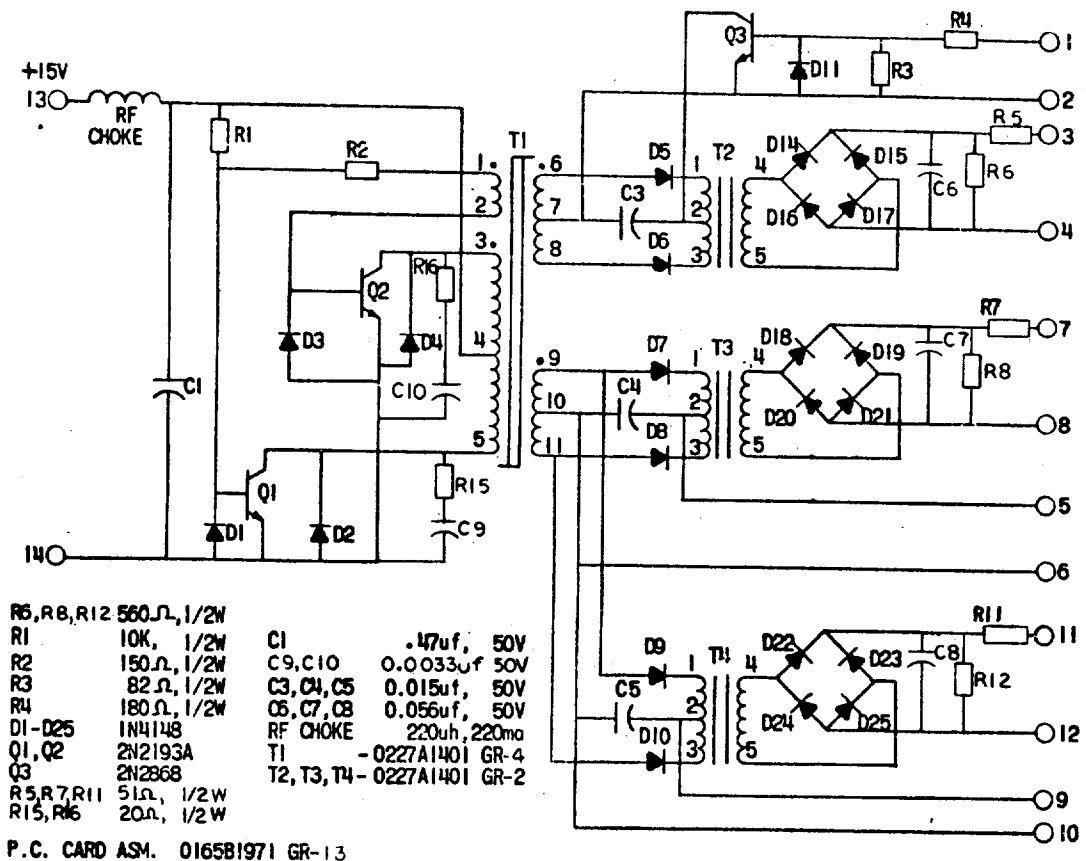 Q3
R4
1
D11
R3
2
+15V
13
RF
CHOKE
R1
R2
T1
1.
2
3.
4
5
.6
7
8
D5
C3
D6
1
2
3
T2
4
5
D14
D15
D16
D17
C6
R5
R6
3
4
D3
Q2
D4
R16
C10
C1
Q1
D1
D2
R15
C9
14
.9
10
11
D7
C4
D8
1
2
3
T3
4
5
D18
D19
D20
D21
C7
R7
R8
7
8
5
6
D9
C5
D10
1
2
3
T4
4
5
D22
D23
D24
D25
C8
R11
R12
11
12
9
10
R6,R8,R12 560Ω,1/2W
R1 10K, 1/2W
R2 150Ω,1/2W
R3 82Ω,1/2W
R4 180Ω,1/2W
D1-D25 1N4148
Q1,Q2 2N2193A
Q3 2N2868
R5,R7,R11 51Ω, 1/2W
R15,R16 20Ω, 1/2W
C1 .47uf, 50V
C9,C10 0.0033uf 50V
C3,C4,C5 0.015uf, 50V
C6,C7,C8 0.056uf, 50V
RF CHOKE 220uh,220ma
T1 -0227A1401 GR-4
T2,T3,T4-0227A1401 GR-2
P.C. CARD ASM. 0165B1971 GR-13